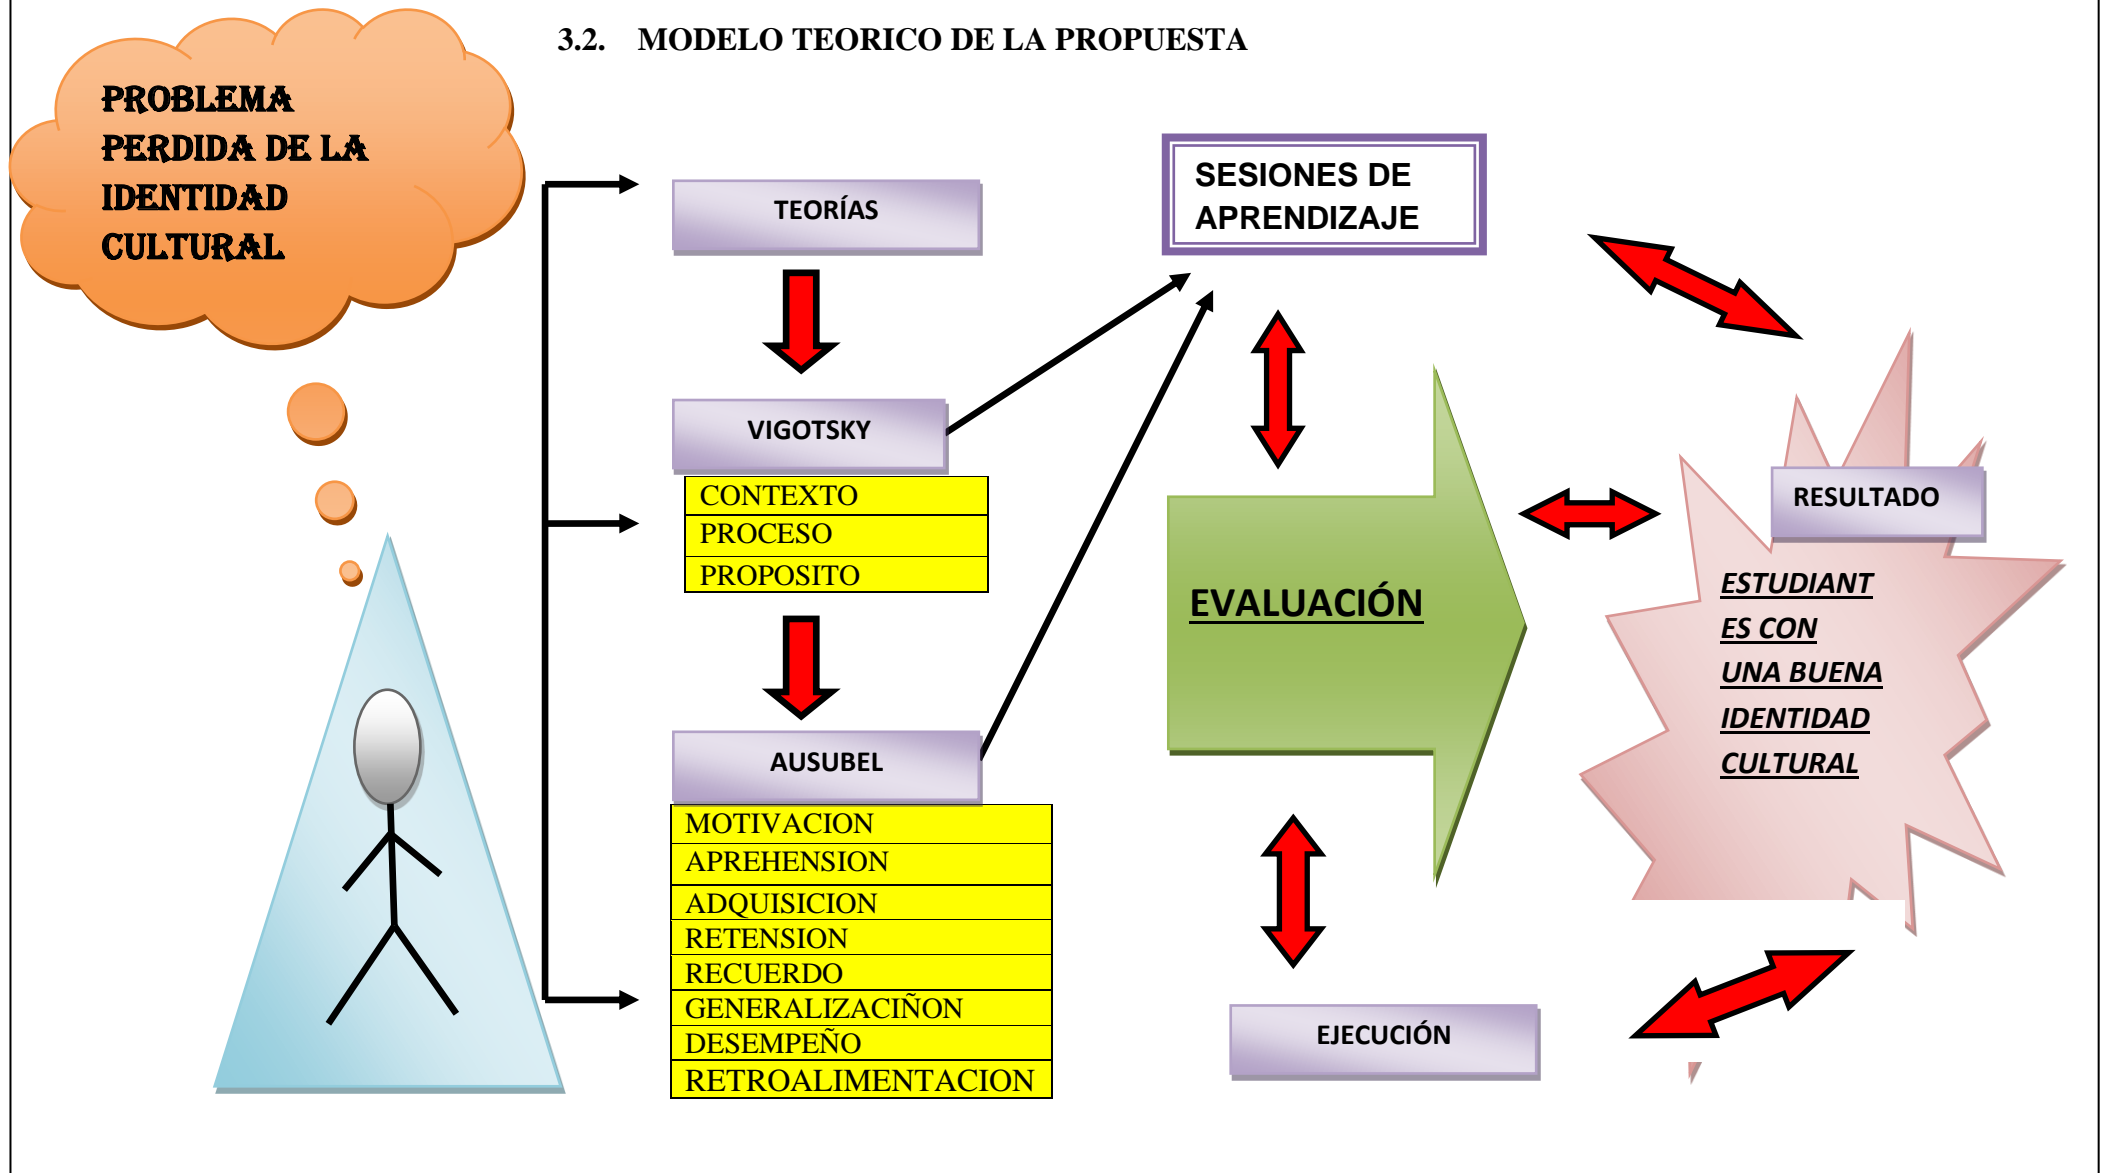 3.2. MODELO TEORICO DE LA PROPUESTA
PROBLEMA
PERDIDA DE LA
IDENTIDAD
CULTURAL
TEORÍAS
VIGOTSKY
CONTEXTO
PROCESO
PROPOSITO
AUSUBEL
MOTIVACION
APREHENSION
ADQUISICION
RETENSION
RECUERDO
GENERALIZACIÑON
DESEMPEÑO
RETROALIMENTACION
SESIONES DE
APRENDIZAJE
EVALUACIÓN
EJECUCIÓN
RESULTADO
ESTUDIANT
ES CON
UNA BUENA
IDENTIDAD
CULTURAL